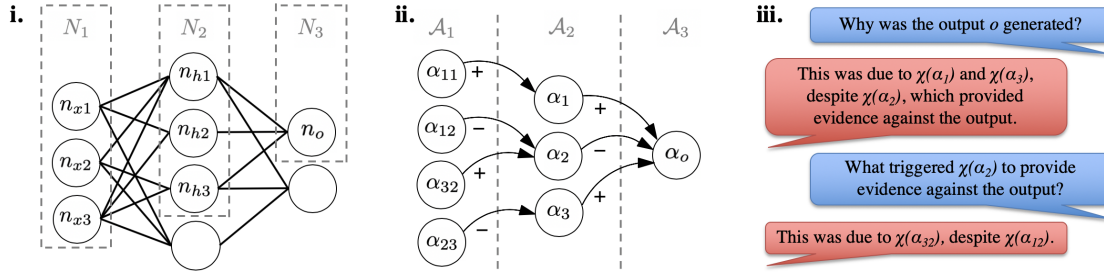 i.
N₁ N₂ N₃
nₓ₁
nₓ₂
nₓ₃
nₕ₁
nₕ₂
nₕ₃
nₒ
ii.
𝒜₁ 𝒜₂ 𝒜₃
α₁₁ +
α₁₂ −
α₃₂ +
α₂₃ −
α₁ +
α₂ −
α₃ +
αₒ
iii.
Why was the output o generated?
This was due to χ(α₁) and χ(α₃),
despite χ(α₂), which provided
evidence against the output.
What triggered χ(α₂) to provide
evidence against the output?
This was due to χ(α₃₂), despite χ(α₁₂).